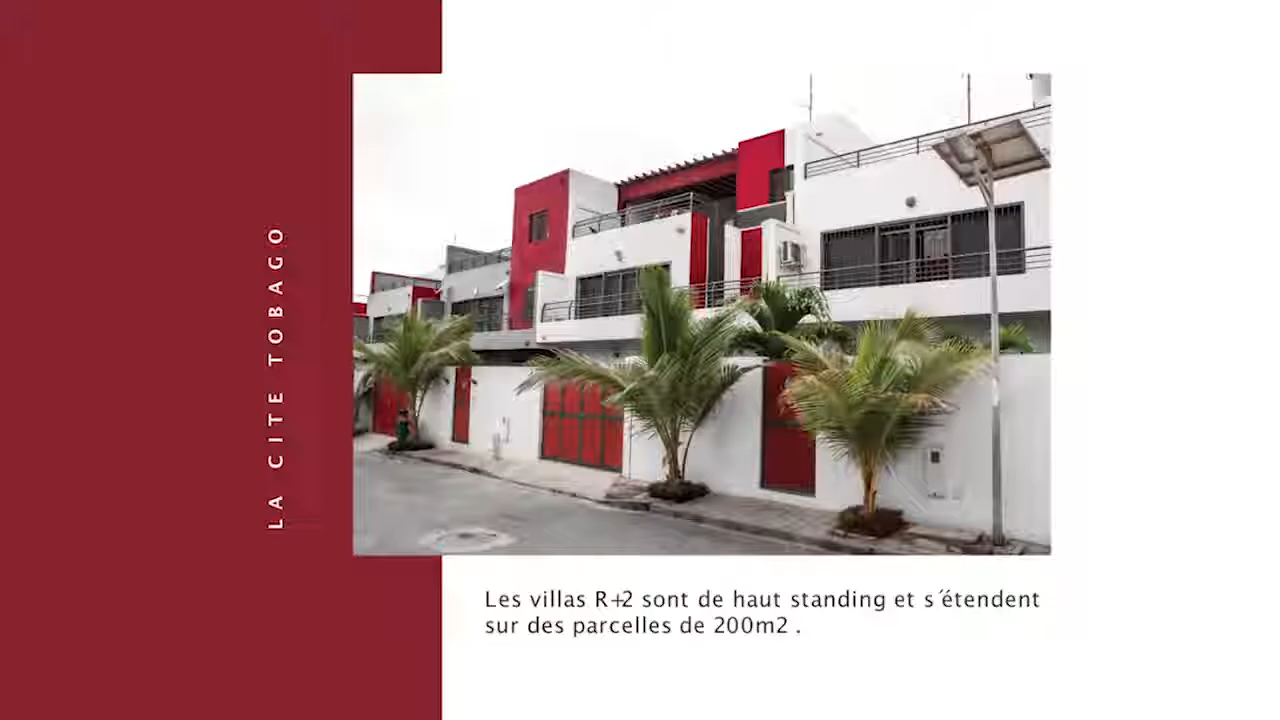 LA CITE TOBAGO
Les villas R+2 sont de haut standing et s´étendent
sur des parcelles de 200m2 .